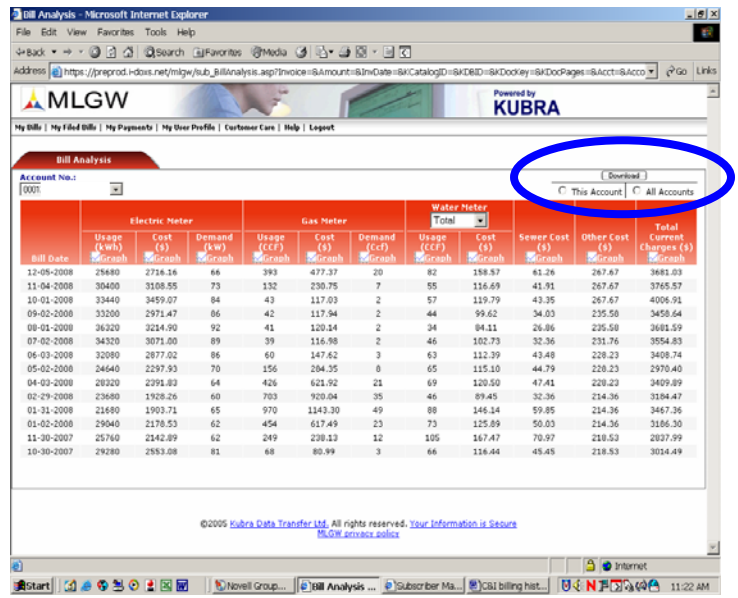 Bill Analysis - Microsoft Internet Explorer
File Edit View Favorites Tools Help
Back Search Favorites Media
Address https://preprod.i-doxs.net/mlgw/sub_BillAnalysis.asp?Invoice=&Amount=&InvDate=&KCatalogID=&KDBID=&KDocKey=&KDocPages=&Acct=&Acco Go Links
MLGW Powered by KUBRA
My Bills | My Filed Bills | My Payments | My User Profile | Customer Care | Help | Logout
Bill Analysis
Account No.: Download
0001 This Account All Accounts
Electric Meter Gas Meter Water Meter Total
Bill Date Usage (kWh) Cost ($) Demand (kW) Usage (CCF) Cost ($) Demand (Ccf) Usage (CCF) Cost ($) Sewer Cost ($) Other Cost ($) Total Current Charges ($)
Graph Graph Graph Graph Graph Graph Graph Graph Graph Graph Graph
12-05-2008 25680 2716.16 66 393 477.37 20 82 158.57 61.26 267.67 3681.03
11-04-2008 30400 3108.55 73 132 230.75 7 55 116.69 41.91 267.67 3765.57
10-01-2008 33440 3459.07 84 43 117.03 2 57 119.79 43.35 267.67 4006.91
09-02-2008 33200 2971.47 86 42 117.94 2 44 99.62 34.03 235.58 3458.64
08-01-2008 36320 3214.90 92 41 120.14 2 34 84.11 26.86 235.58 3681.59
07-02-2008 34320 3071.00 89 39 116.98 2 46 102.73 32.36 231.76 3554.83
06-03-2008 32080 2877.02 86 60 147.62 3 63 112.39 43.48 228.23 3408.74
05-02-2008 24640 2297.93 70 156 284.35 8 65 115.10 44.79 228.23 2970.40
04-03-2008 28320 2391.83 64 426 621.92 21 69 120.50 47.41 228.23 3409.89
02-29-2008 23680 1928.26 60 703 920.04 35 46 89.45 32.36 214.36 3184.47
01-31-2008 21680 1903.71 65 970 1143.30 49 88 146.14 59.85 214.36 3467.36
01-02-2008 29040 2178.53 62 454 617.49 23 73 125.89 50.03 214.36 3186.30
11-30-2007 25760 2142.89 62 249 238.13 12 105 167.47 70.97 218.53 2837.99
10-30-2007 29280 2553.08 81 68 80.99 3 66 116.44 45.45 218.53 3014.49
©2005 Kubra Data Transfer Ltd. All rights reserved. Your Information is Secure
MLGW privacy policy
Internet
Start Novell Group... Bill Analysis ... Subscriber Ma... C&I billing hist... 11:22 AM